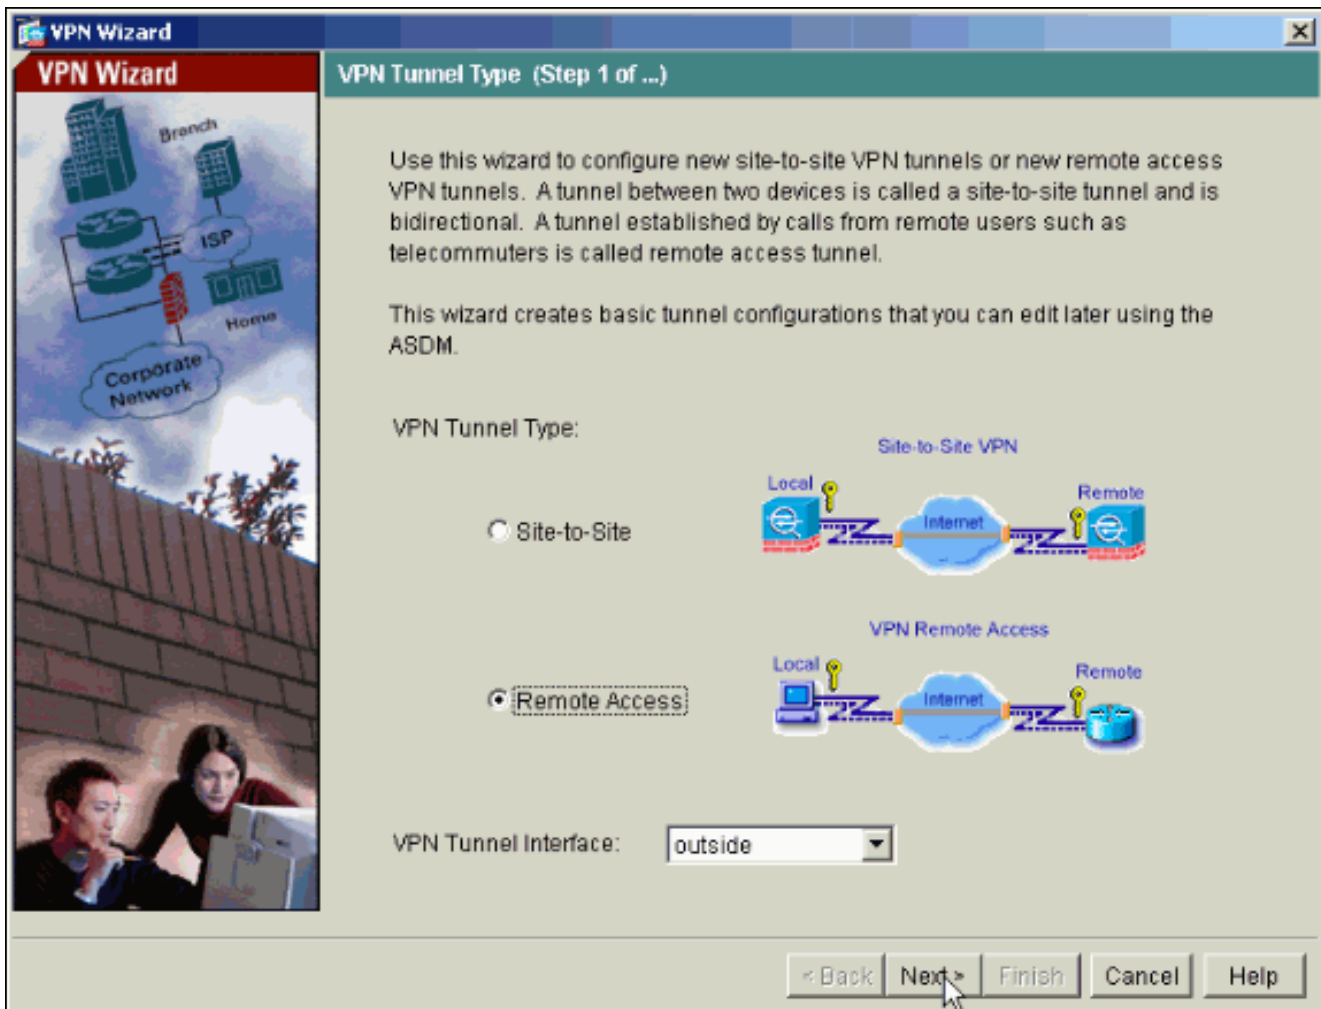 VPN Wizard
VPN Wizard
VPN Tunnel Type (Step 1 of ...)
Branch
ISP
Home
Corporate
Network
Use this wizard to configure new site-to-site VPN tunnels or new remote access
VPN tunnels. A tunnel between two devices is called a site-to-site tunnel and is
bidirectional. A tunnel established by calls from remote users such as
telecommuters is called remote access tunnel.
This wizard creates basic tunnel configurations that you can edit later using the
ASDM.
VPN Tunnel Type:
Site-to-Site VPN
Local
Remote
Internet
Site-to-Site
VPN Remote Access
Local
Remote
Internet
Remote Access
VPN Tunnel Interface:
outside
< Back
Next >
Finish
Cancel
Help